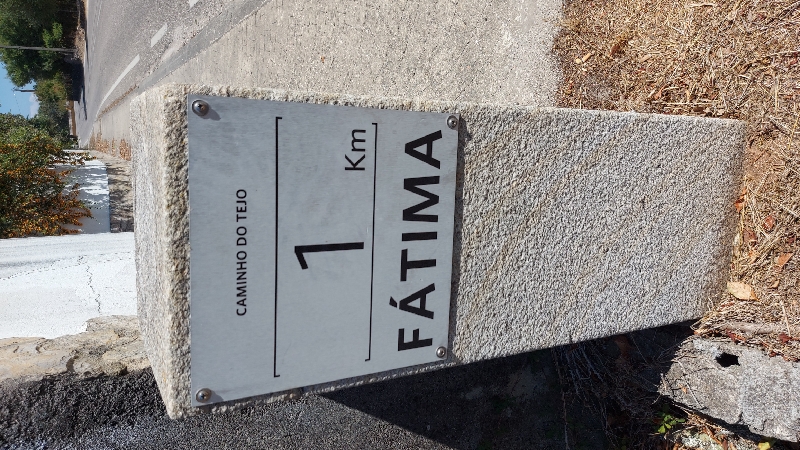 CAMINHO DO TEJO
1
Km
FÁTIMA